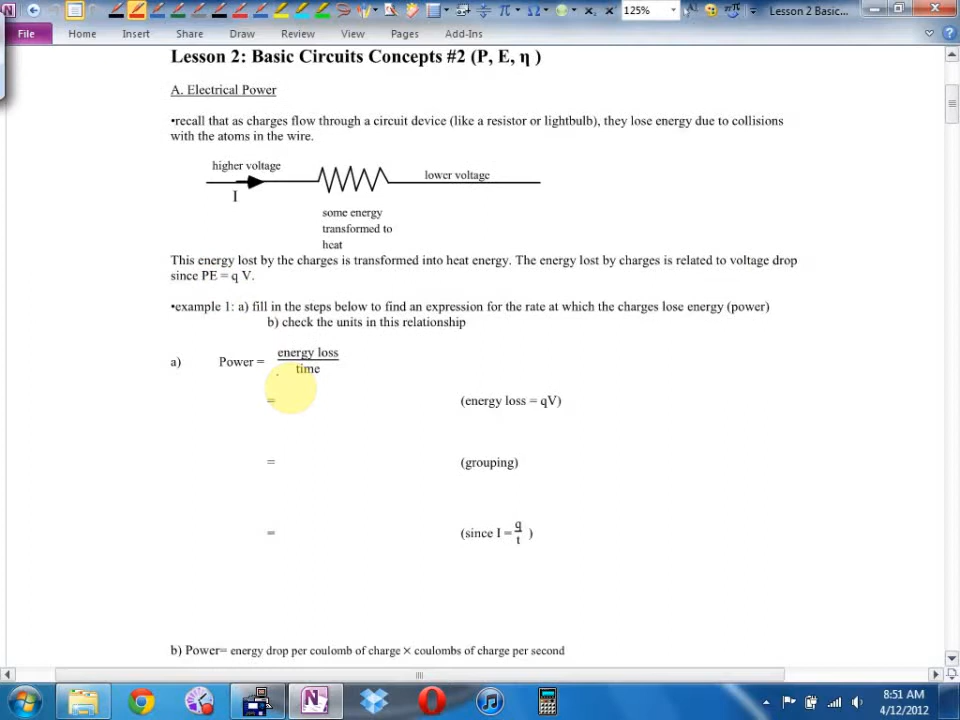 125%
Lesson 2 Basic...
File Home Insert Share Draw Review View Pages Add-Ins
Lesson 2: Basic Circuits Concepts #2 (P, E, η )
A. Electrical Power
•recall that as charges flow through a circuit device (like a resistor or lightbulb), they lose energy due to collisions
with the atoms in the wire.
higher voltage
lower voltage
I
some energy
transformed to
heat
This energy lost by the charges is transformed into heat energy. The energy lost by charges is related to voltage drop
since PE = q V.
•example 1: a) fill in the steps below to find an expression for the rate at which the charges lose energy (power)
b) check the units in this relationship
a) Power = energy loss
time
= (energy loss = qV)
= (grouping)
= (since I = q
t )
b) Power= energy drop per coulomb of charge × coulombs of charge per second
8:51 AM
4/12/2012